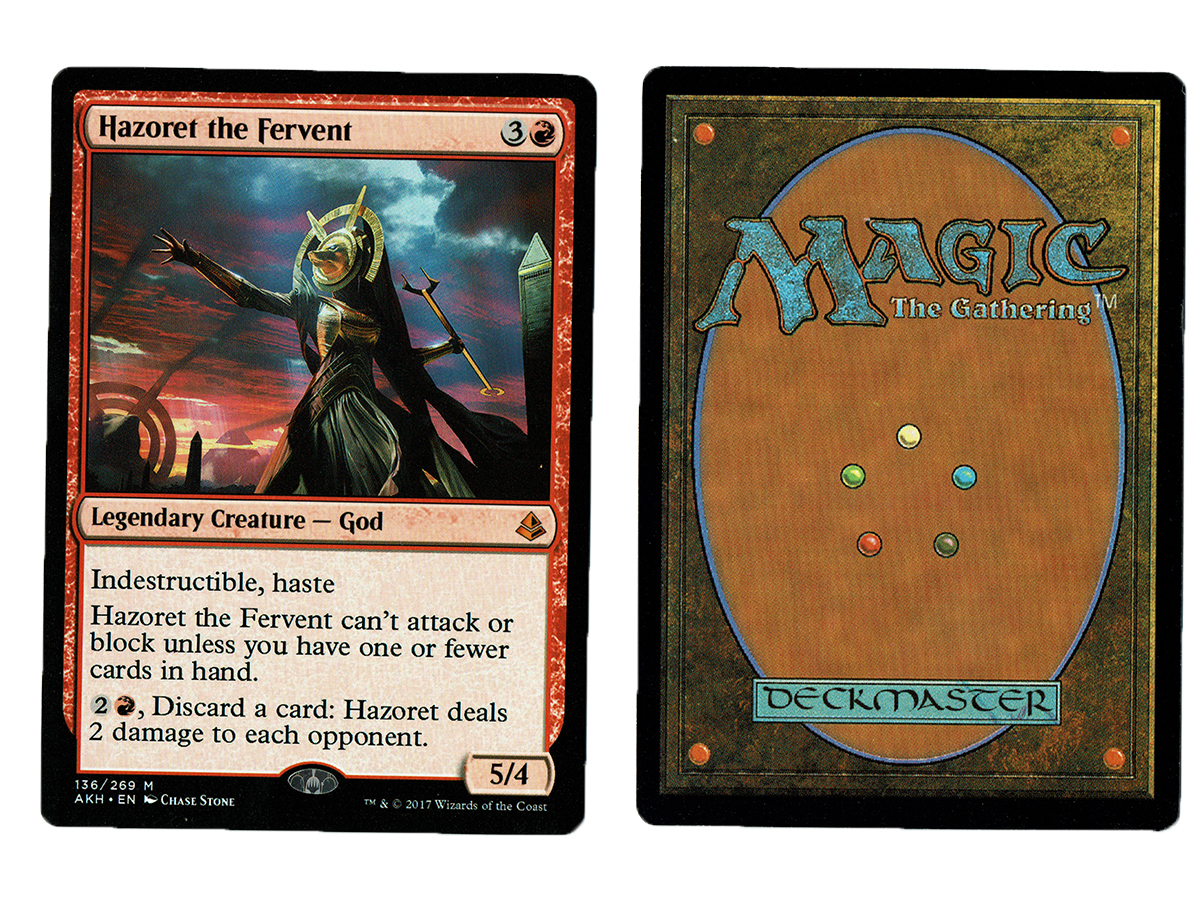 Hazoret the Fervent 3
Legendary Creature — God
Indestructible, haste
Hazoret the Fervent can't attack or
block unless you have one or fewer
cards in hand.
2 , Discard a card: Hazoret deals
2 damage to each opponent.
5/4
136/269 M
AKH • EN CHASE STONE
™ & © 2017 Wizards of the Coast
MAGIC
The Gathering™
DECKMASTER